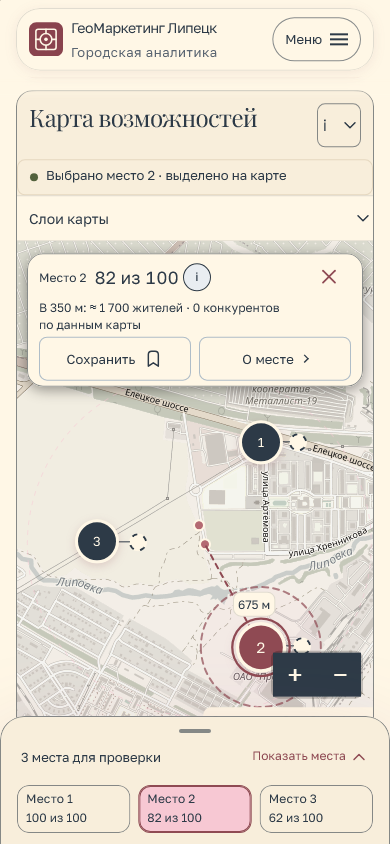 ГеоМаркетинг Липецк
Городская аналитика
Меню
Карта возможностей
i
Выбрано место 2 · выделено на карте
Слои карты
Место 2 82 из 100 i
В 350 м: ≈ 1 700 жителей · 0 конкурентов
по данным карты
Сохранить
О месте
кооператив
Металлист-19
Елецкое шоссе
1
Елецкое шоссе
улица Артёмова
3
улица Хренникова
Липовка
Липовка
675 м
2
ОАО
+ −
3 места для проверки
Показать места
Место 1
100 из 100
Место 2
82 из 100
Место 3
62 из 100